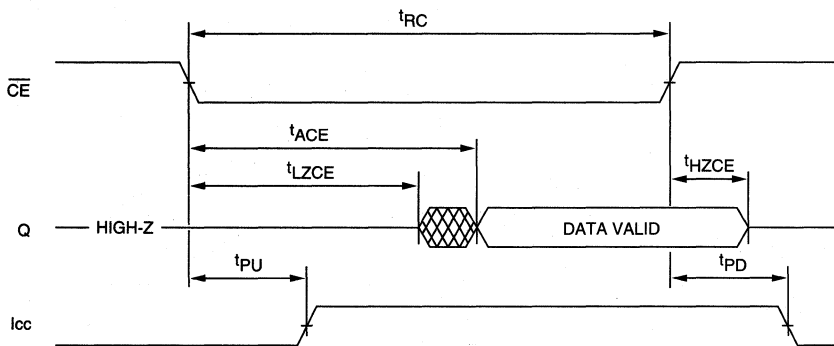 tRC
CE
tACE
tLZCE
tHZCE
Q HIGH-Z DATA VALID
tPU tPD
Icc